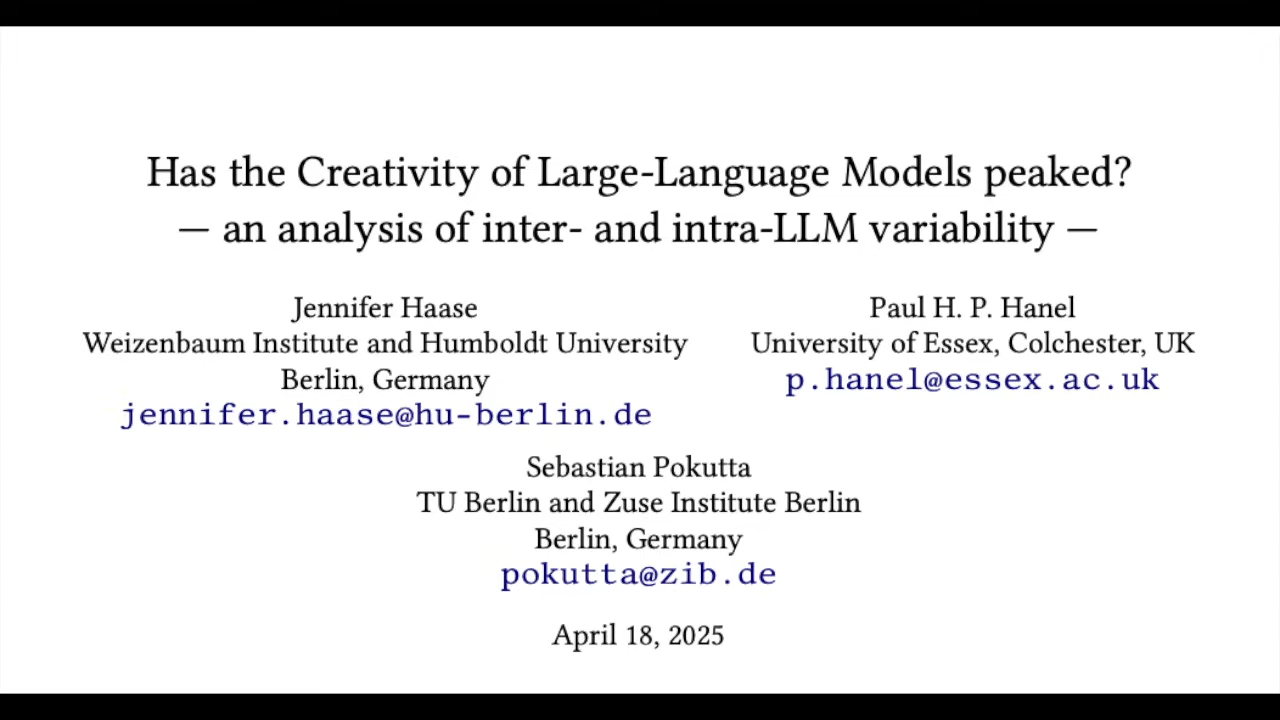 Has the Creativity of Large-Language Models peaked?
— an analysis of inter- and intra-LLM variability —
Jennifer Haase
Weizenbaum Institute and Humboldt University
Berlin, Germany
jennifer.haase@hu-berlin.de
Paul H. P. Hanel
University of Essex, Colchester, UK
p.hanel@essex.ac.uk
Sebastian Pokutta
TU Berlin and Zuse Institute Berlin
Berlin, Germany
pokutta@zib.de
April 18, 2025